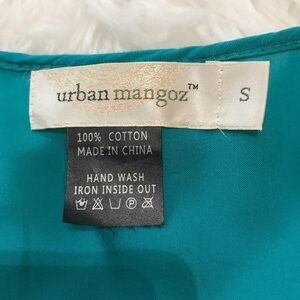 urban mangoz™ S
100% COTTON
MADE IN CHINA
HAND WASH
IRON INSIDE OUT